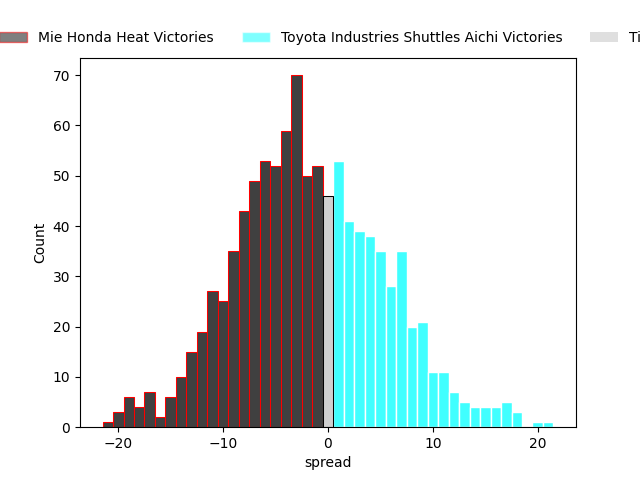 Mie Honda Heat Victories Toyota Industries Shuttles Aichi Victories Ti
70
60
50
40
30
20
10
0
Count
−20 −10 0 10 20
spread